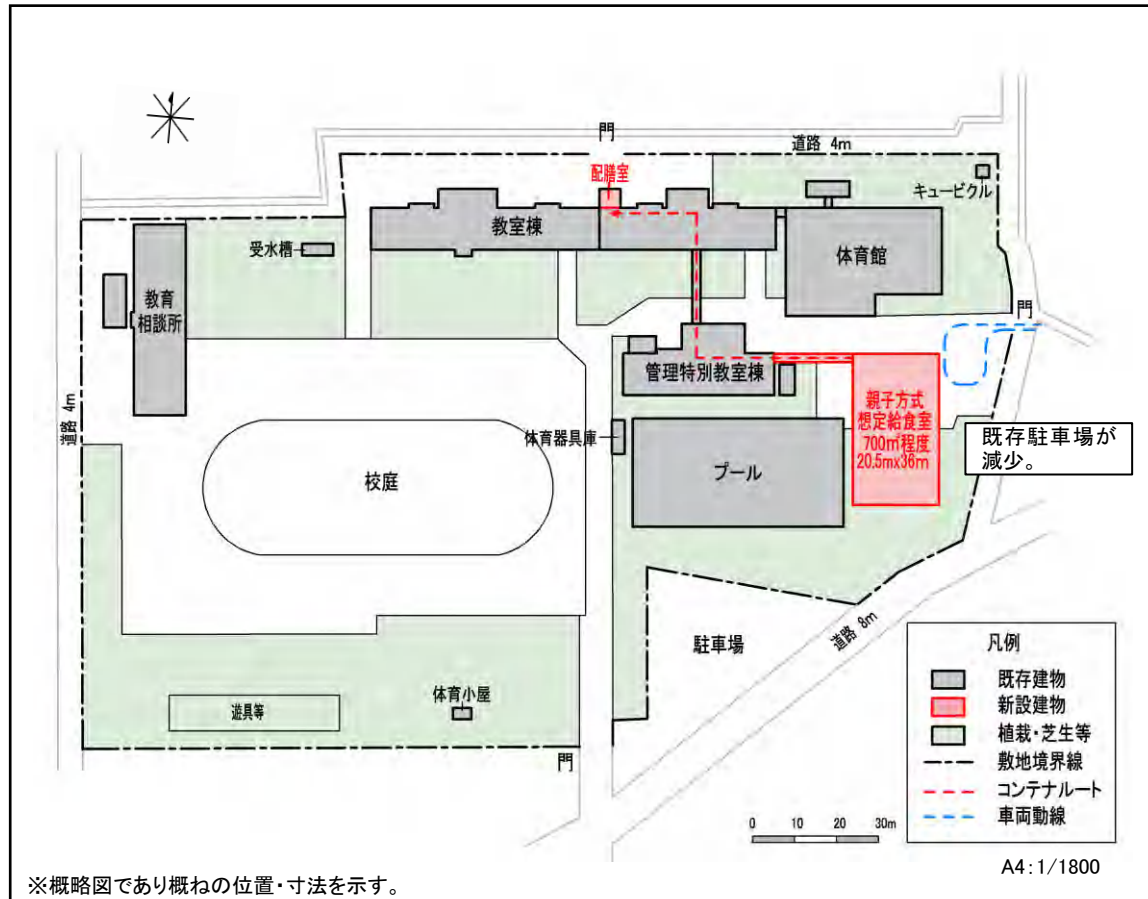 門
道路 4m
配膳室
キュービクル
教室棟
受水槽
体育館
教育
相談所
門
管理特別教室棟
親子方式
想定給食室
700㎡程度
20.5mx36m
既存駐車場が
減少。
道路 4m
体育器具庫
プール
校庭
駐車場
道路 8m
体育小屋
遊具等
門
凡例
既存建物
新設建物
植栽・芝生等
敷地境界線
コンテナルート
車両動線
0 10 20 30m
A4:1/1800
※概略図であり概ねの位置・寸法を示す。